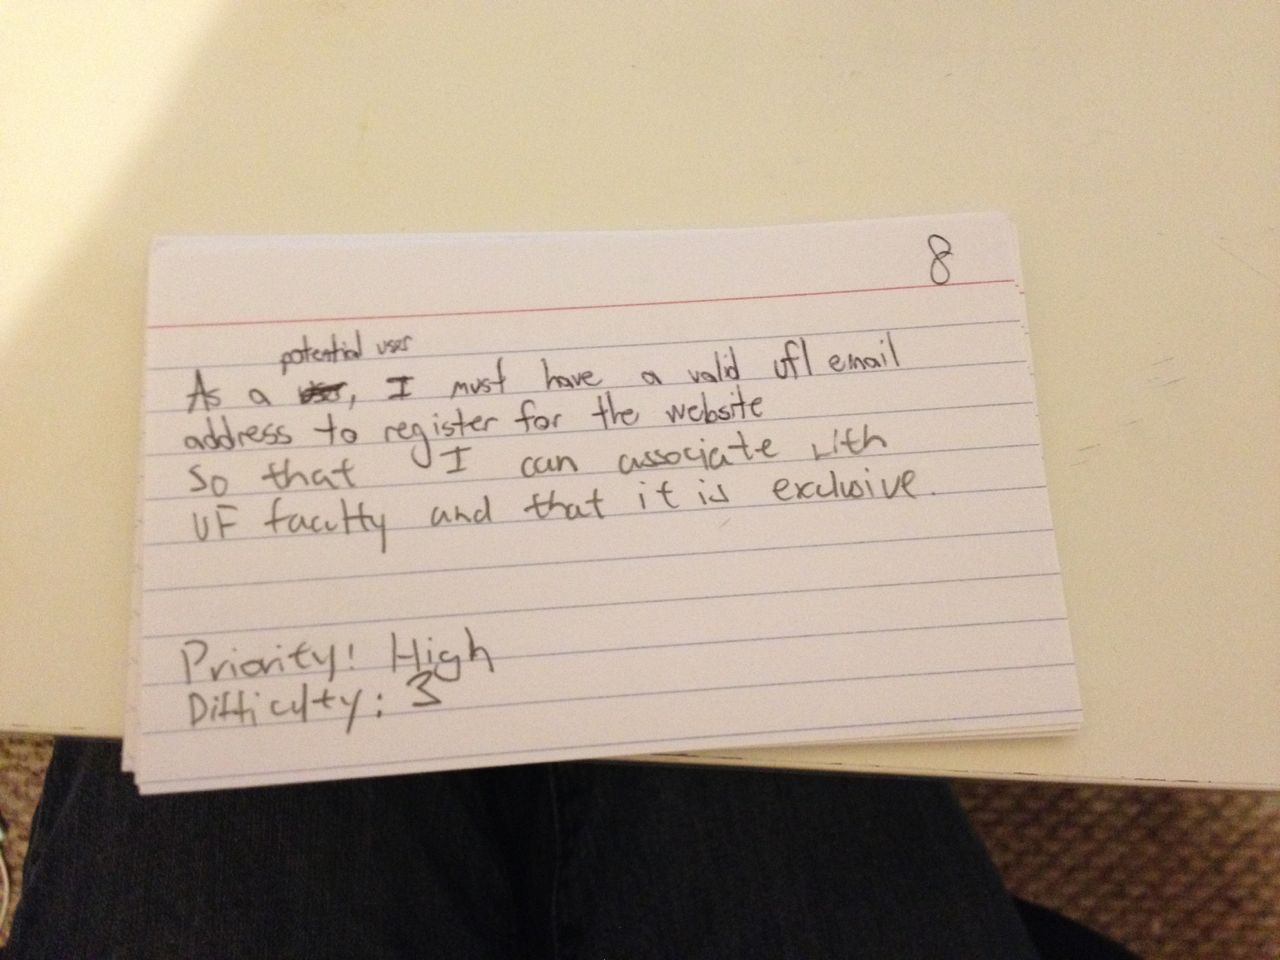 8
potential user
As a user, I must have a valid ufl email
address to register for the website
So that I can associate with
UF faculty and that it is exclusive.
Priority: High
Difficulty: 3